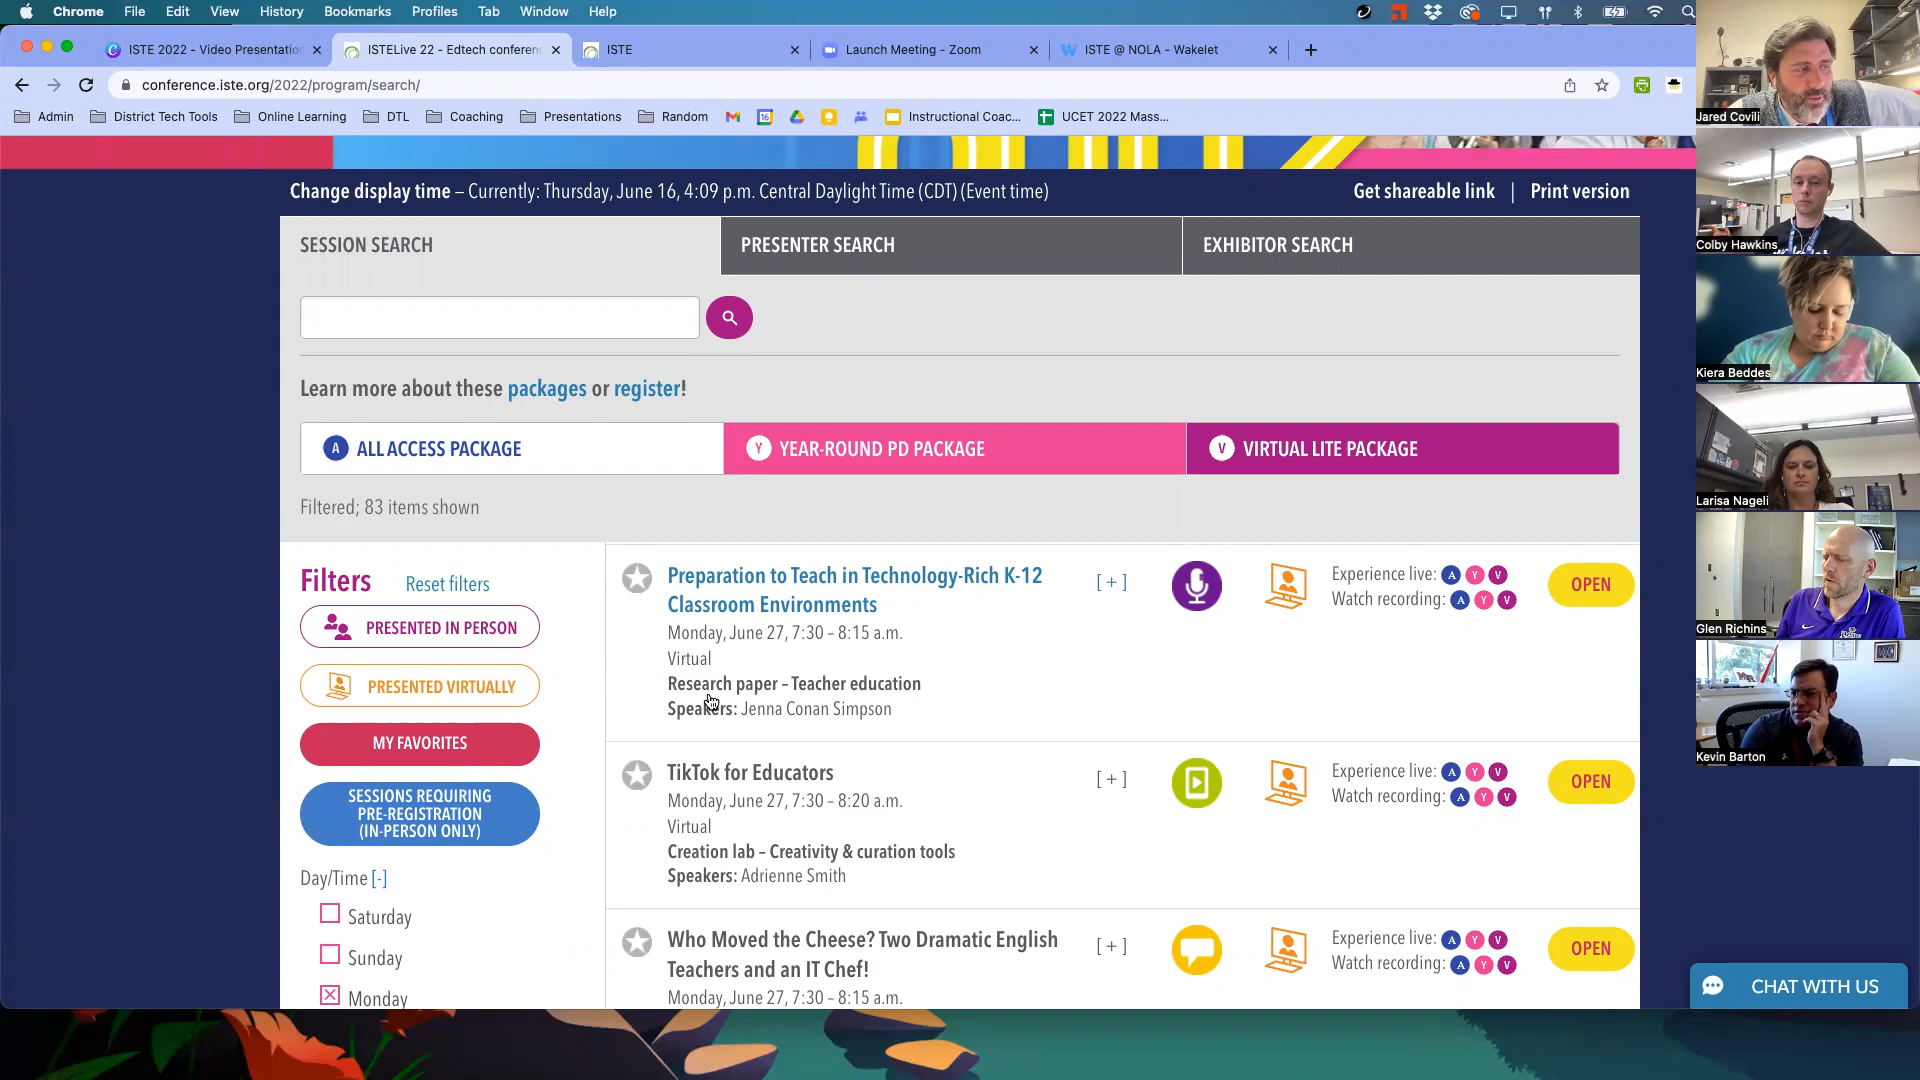 Chrome File Edit View History Bookmarks Profiles Tab Window Help
ISTE 2022 - Video Presentation
ISTELive 22 - Edtech conferen
ISTE
Launch Meeting - Zoom
ISTE @ NOLA - Wakelet
conference.iste.org/2022/program/search/
Admin District Tech Tools Online Learning DTL Coaching Presentations Random 16 Instructional Coac... UCET 2022 Mass...
Change display time – Currently: Thursday, June 16, 4:09 p.m. Central Daylight Time (CDT) (Event time)
Get shareable link | Print version
SESSION SEARCH
PRESENTER SEARCH
EXHIBITOR SEARCH
Learn more about these packages or register!
A ALL ACCESS PACKAGE
Y YEAR-ROUND PD PACKAGE
V VIRTUAL LITE PACKAGE
Filtered; 83 items shown
Filters Reset filters
PRESENTED IN PERSON
PRESENTED VIRTUALLY
MY FAVORITES
SESSIONS REQUIRING
PRE-REGISTRATION
(IN-PERSON ONLY)
Day/Time [-]
Saturday
Sunday
Monday
Preparation to Teach in Technology-Rich K-12
Classroom Environments
Monday, June 27, 7:30 – 8:15 a.m.
Virtual
Research paper – Teacher education
Speakers: Jenna Conan Simpson
[ + ]
Experience live: A Y V
Watch recording: A Y V
OPEN
TikTok for Educators
Monday, June 27, 7:30 – 8:20 a.m.
Virtual
Creation lab – Creativity & curation tools
Speakers: Adrienne Smith
[ + ]
Experience live: A Y V
Watch recording: A Y V
OPEN
Who Moved the Cheese? Two Dramatic English
Teachers and an IT Chef!
Monday, June 27, 7:30 – 8:15 a.m.
[ + ]
Experience live: A Y V
Watch recording: A Y V
OPEN
CHAT WITH US
Jared Covili
Colby Hawkins
Kiera Beddes
Larisa Nageli
Glen Richins
Kevin Barton